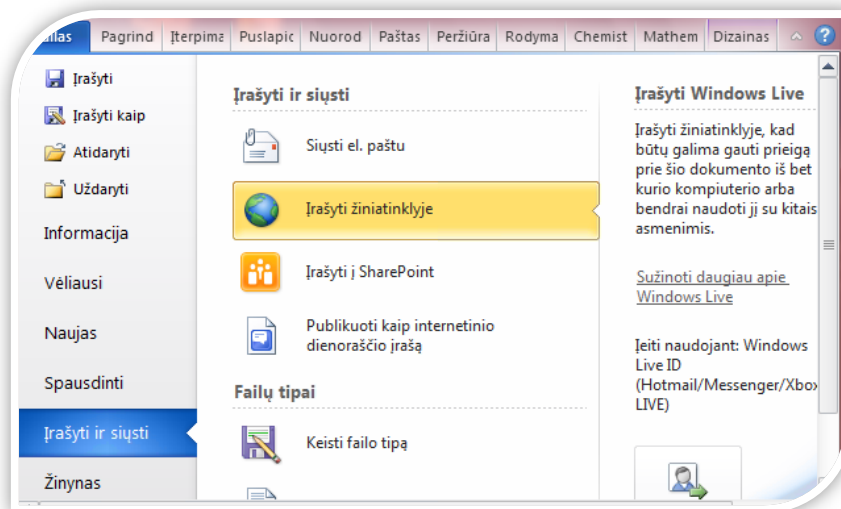 Pagrind Įterpima Puslapic Nuorod Paštas Peržiūra Rodyma Chemist Mathem Dizainas
Įrašyti
Įrašyti kaip
Atidaryti
Uždaryti
Informacija
Vėliausi
Naujas
Spausdinti
Įrašyti ir siųsti
Žinynas
Įrašyti ir siųsti
Siųsti el. paštu
Įrašyti žiniatinklyje
Įrašyti į SharePoint
Publikuoti kaip internetinio
dienoraščio įrašą
Failų tipai
Keisti failo tipą
Įrašyti Windows Live
Įrašyti žiniatinklyje, kad
būtų galima gauti prieigą
prie šio dokumento iš bet
kurio kompiuterio arba
bendrai naudoti jį su kitais
asmenimis.
Sužinoti daugiau apie
Windows Live
Įeiti naudojant: Windows
Live ID
(Hotmail/Messenger/Xbox
LIVE)